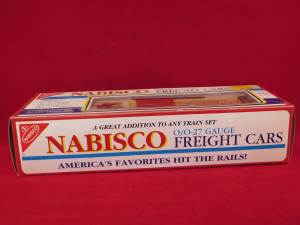 NABISCO
A GREAT ADDITION TO ANY TRAIN SET
NABISCO O/O-27 GAUGE
FREIGHT CARS
AMERICA'S FAVORITES HIT THE RAILS!